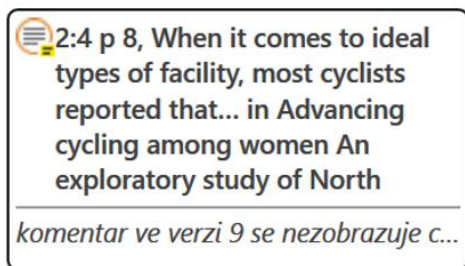 2:4 p 8, When it comes to ideal
types of facility, most cyclists
reported that... in Advancing
cycling among women An
exploratory study of North
komentar ve verzi 9 se nezobrazuje c...